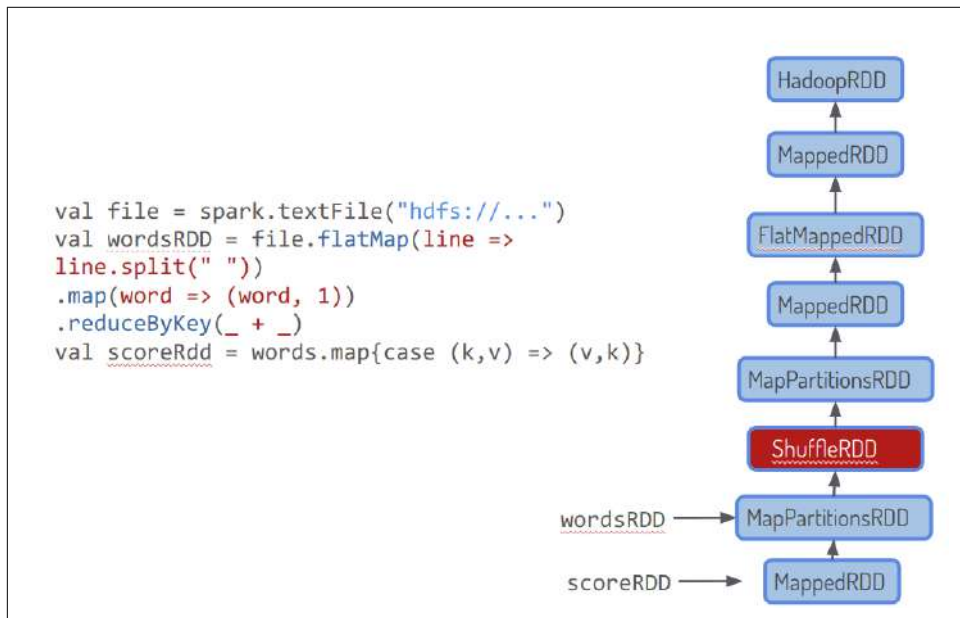 val file = spark.textFile("hdfs://...")
val wordsRDD = file.flatMap(line =>
line.split(" "))
.map(word => (word, 1))
.reduceByKey(_ + _)
val scoreRdd = words.map{case (k,v) => (v,k)}
HadoopRDD
MappedRDD
FlatMappedRDD
MappedRDD
MapPartitionsRDD
ShuffleRDD
wordsRDD
MapPartitionsRDD
scoreRDD
MappedRDD